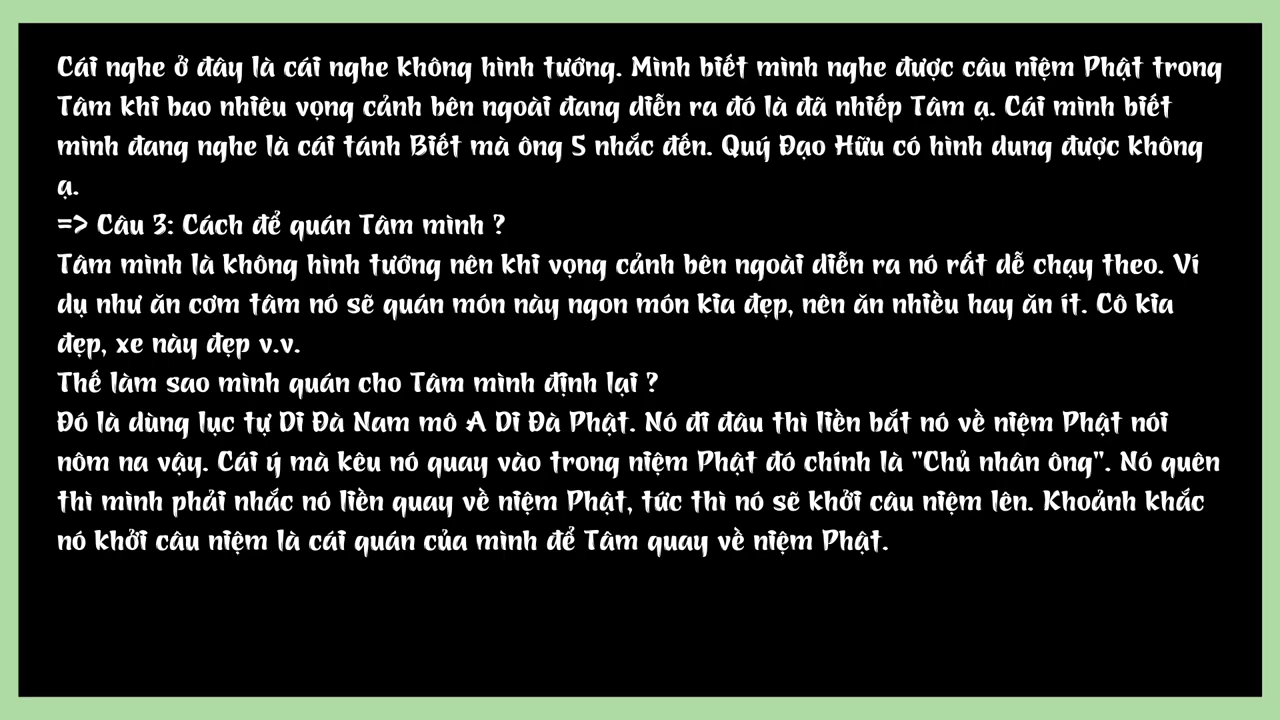 Cái nghe ở đây là cái nghe không hình tướng. Mình biết mình nghe được câu niệm Phật trong
Tâm khi bao nhiêu vọng cảnh bên ngoài đang diễn ra đó là đã nhiếp Tâm ạ. Cái mình biết
mình đang nghe là cái tánh Biết mà ông S nhắc đến. Quý Đạo Hữu có hình dung được không
ạ.
=> Câu 3: Cách để quán Tâm mình ?
Tâm mình là không hình tướng nên khi vọng cảnh bên ngoài diễn ra nó rất dễ chạy theo. Ví
dụ như ăn cơm tâm nó sẽ quán món này ngon món kia đẹp, nên ăn nhiều hay ăn ít. Cô kia
đẹp, xe này đẹp v.v.
Thế làm sao mình quán cho Tâm mình định lại ?
Đó là dùng lục tự Di Đà Nam mô A Di Đà Phật. Nó đi đâu thì liền bắt nó về niệm Phật nói
nôm na vậy. Cái ý mà kêu nó quay vào trong niệm Phật đó chính là "Chủ nhân ông". Nó quên
thì mình phải nhắc nó liền quay về niệm Phật, tức thì nó sẽ khởi câu niệm lên. Khoảnh khắc
nó khởi câu niệm là cái quán của mình để Tâm quay về niệm Phật.